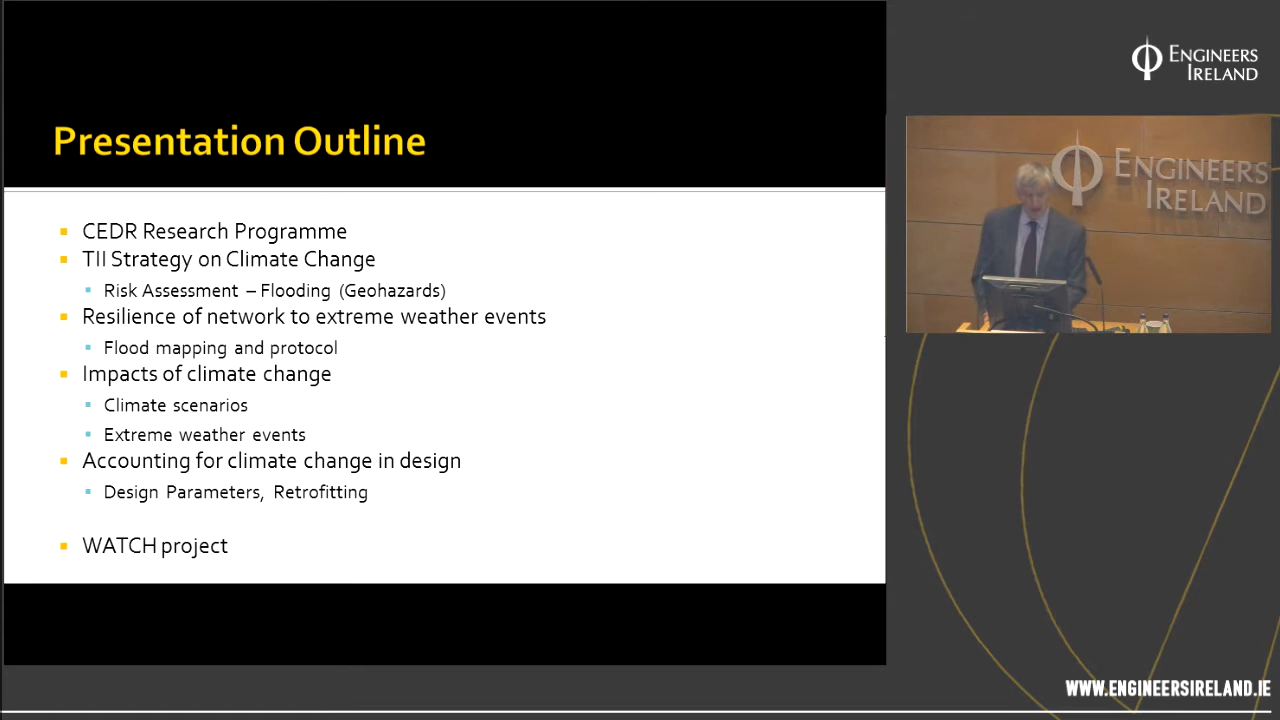 Presentation Outline
CEDR Research Programme
TII Strategy on Climate Change
Risk Assessment – Flooding (Geohazards)
Resilience of network to extreme weather events
Flood mapping and protocol
Impacts of climate change
Climate scenarios
Extreme weather events
Accounting for climate change in design
Design Parameters, Retrofitting
WATCH project
ENGINEERS
IRELAND
ENGINEERS
IRELAND
WWW.ENGINEERSIRELAND.IE